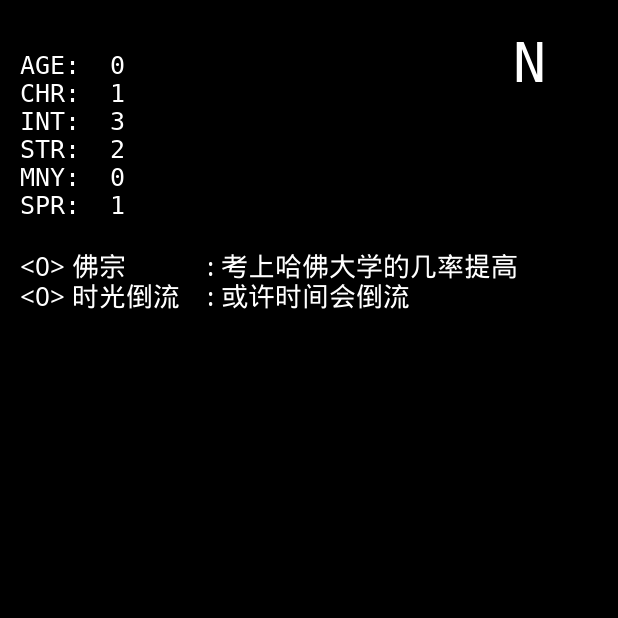 N
AGE: 0
CHR: 1
INT: 3
STR: 2
MNY: 0
SPR: 1
<O> 佛宗 : 考上哈佛大学的几率提高
<O> 时光倒流 : 或许时间会倒流